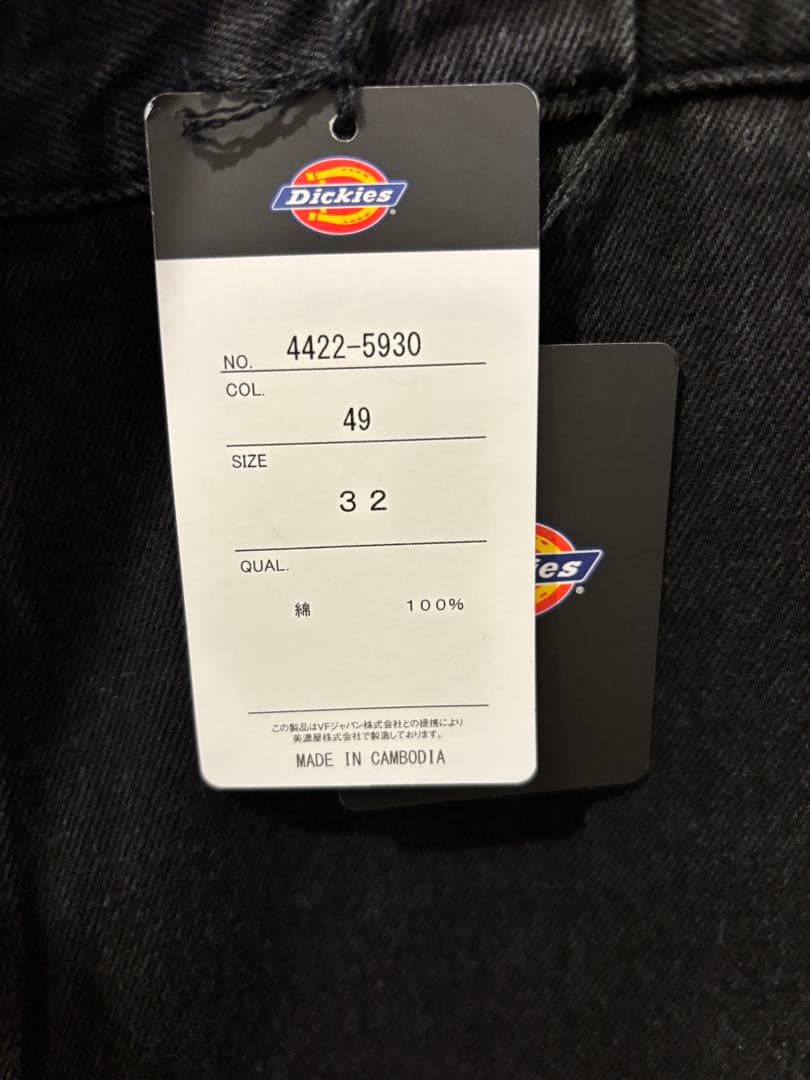 Dickies®
NO. 4422-5930
COL.
49
SIZE
32
QUAL.
綿 100%
この製品はVFジャパン株式会社との提携により
美濃屋株式会社で製造しております。
MADE IN CAMBODIA
ies®